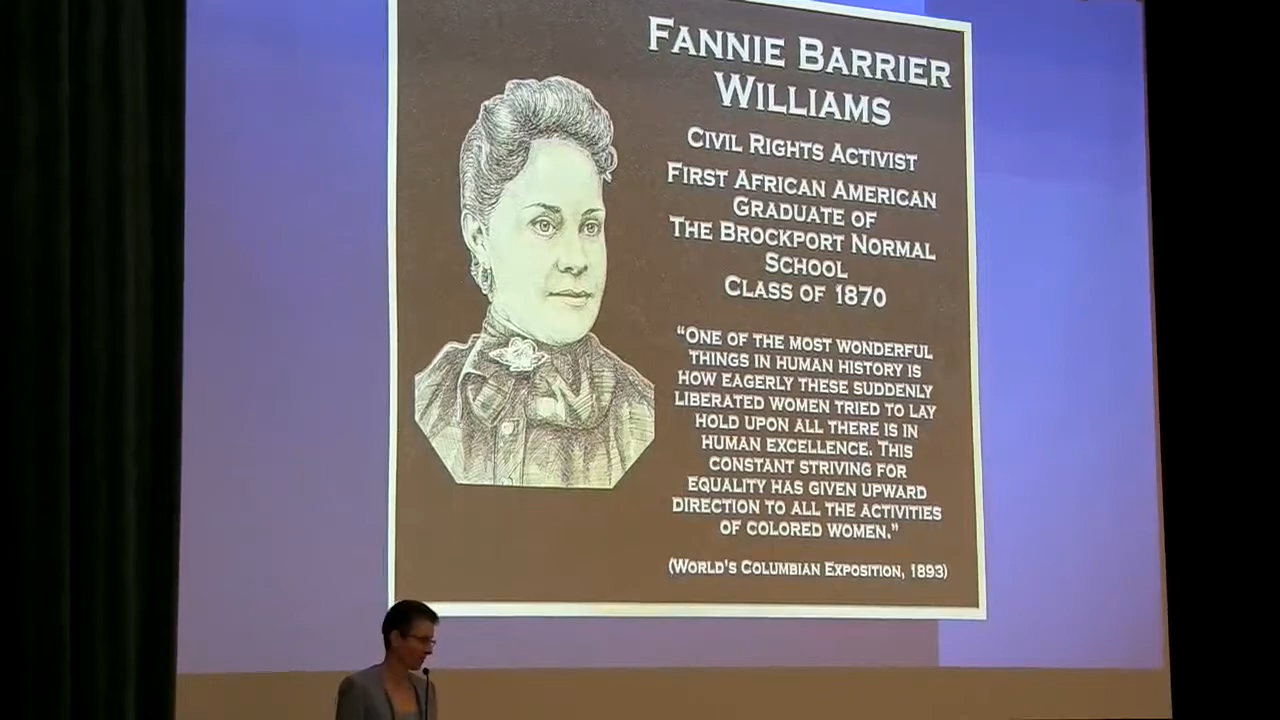 FANNIE BARRIER
WILLIAMS
CIVIL RIGHTS ACTIVIST
FIRST AFRICAN AMERICAN
GRADUATE OF
THE BROCKPORT NORMAL
SCHOOL
CLASS OF 1870
“ONE OF THE MOST WONDERFUL
THINGS IN HUMAN HISTORY IS
HOW EAGERLY THESE SUDDENLY
LIBERATED WOMEN TRIED TO LAY
HOLD UPON ALL THERE IS IN
HUMAN EXCELLENCE. THIS
CONSTANT STRIVING FOR
EQUALITY HAS GIVEN UPWARD
DIRECTION TO ALL THE ACTIVITIES
OF COLORED WOMEN.”
(WORLD'S COLUMBIAN EXPOSITION, 1893)